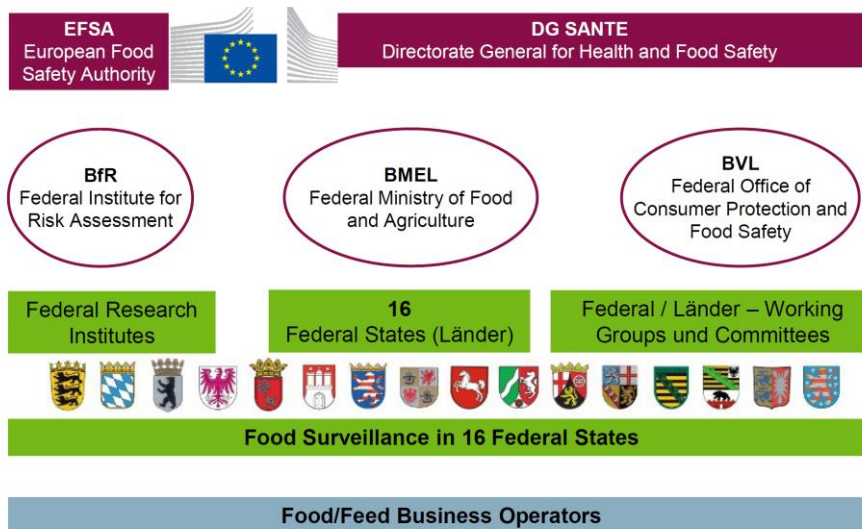 EFSA
European Food
Safety Authority
DG SANTE
Directorate General for Health and Food Safety
BfR
Federal Institute for
Risk Assessment
BMEL
Federal Ministry of Food
and Agriculture
BVL
Federal Office of
Consumer Protection and
Food Safety
Federal Research
Institutes
16
Federal States (Länder)
Federal / Länder – Working
Groups und Committees
Food Surveillance in 16 Federal States
Food/Feed Business Operators